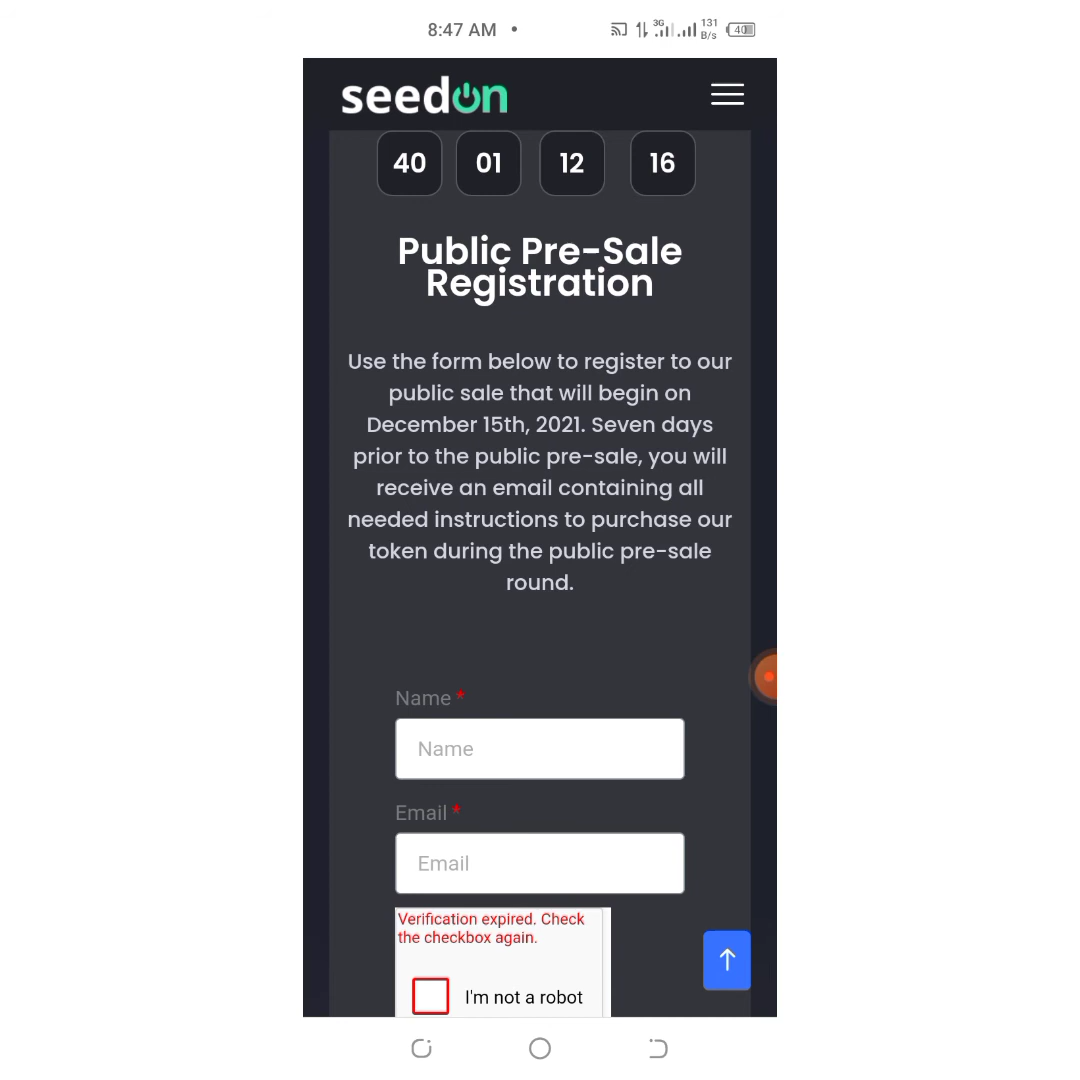 8:47 AM
3G
131
B/s
40
seedon
40 01 12 16
Public Pre-Sale
Registration
Use the form below to register to our
public sale that will begin on
December 15th, 2021. Seven days
prior to the public pre-sale, you will
receive an email containing all
needed instructions to purchase our
token during the public pre-sale
round.
Name *
Name
Email *
Email
Verification expired. Check
the checkbox again.
I'm not a robot